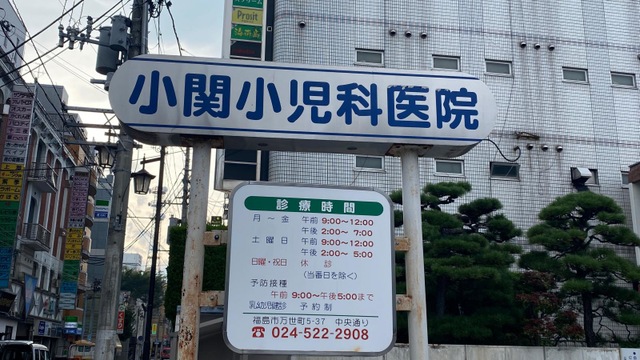 Prosit
小関小児科医院
診療時間
月〜金 午前 9:00〜12:00
午後 2:00〜7:00
土曜日 午前 9:00〜12:00
午後 2:00〜5:00
日曜・祝日 休診
(当番日を除く)
予防接種
午前9:00〜午後5:00まで
乳幼児健診 予約制
福島市万世町5-37 中央通り
☎024-522-2908